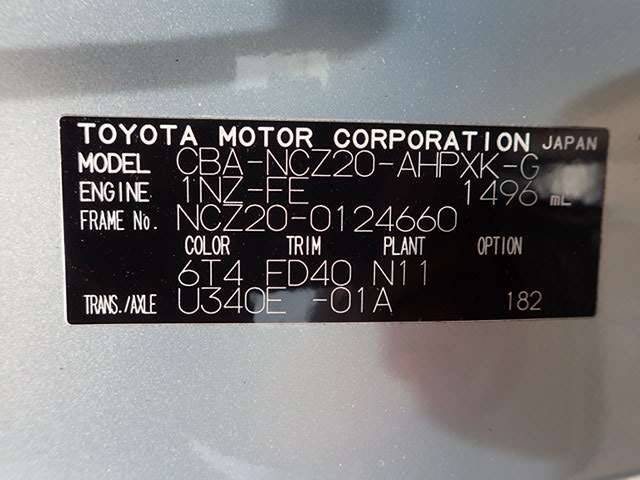 TOYOTA MOTOR CORPORATION JAPAN
MODEL CBA-NCZ20-AHPXK-G
ENGINE 1NZ-FE 1496 mL
FRAME No. NCZ20-0124660
COLOR TRIM PLANT OPTION
6T4 FD40 N11
TRANS./AXLE U340E -01A 182